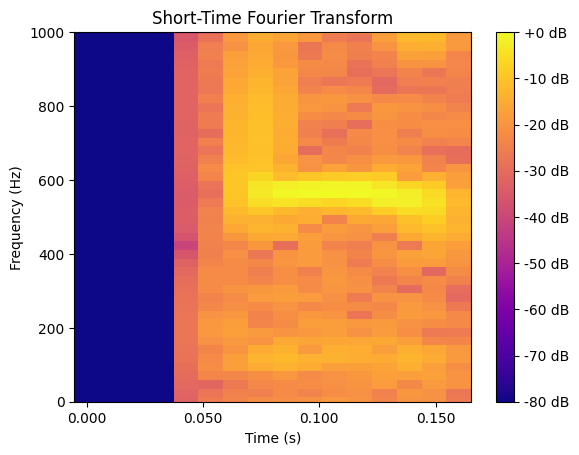 Short-Time Fourier Transform
1000
800
600
400
200
0
Frequency (Hz)
0.000
0.050
0.100
0.150
Time (s)
+0 dB
-10 dB
-20 dB
-30 dB
-40 dB
-50 dB
-60 dB
-70 dB
-80 dB